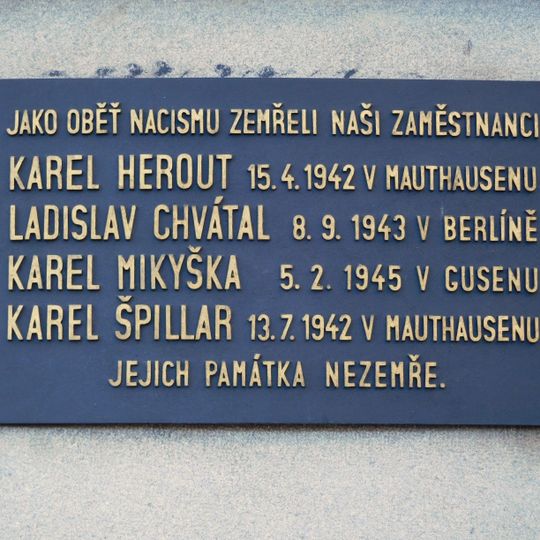 JAKO OBĚŤ NACISMU ZEMŘELI NAŠI ZAMĚSTNANCI
KAREL HEROUT 15.4.1942 V MAUTHAUSENU
LADISLAV CHVÁTAL 8. 9. 1943 V BERLÍNĚ
KAREL MIKYŠKA 5. 2. 1945 V GUSENU
KAREL ŠPILLAR 13.7.1942 V MAUTHAUSENU
JEJICH PAMÁTKA NEZEMŘE.